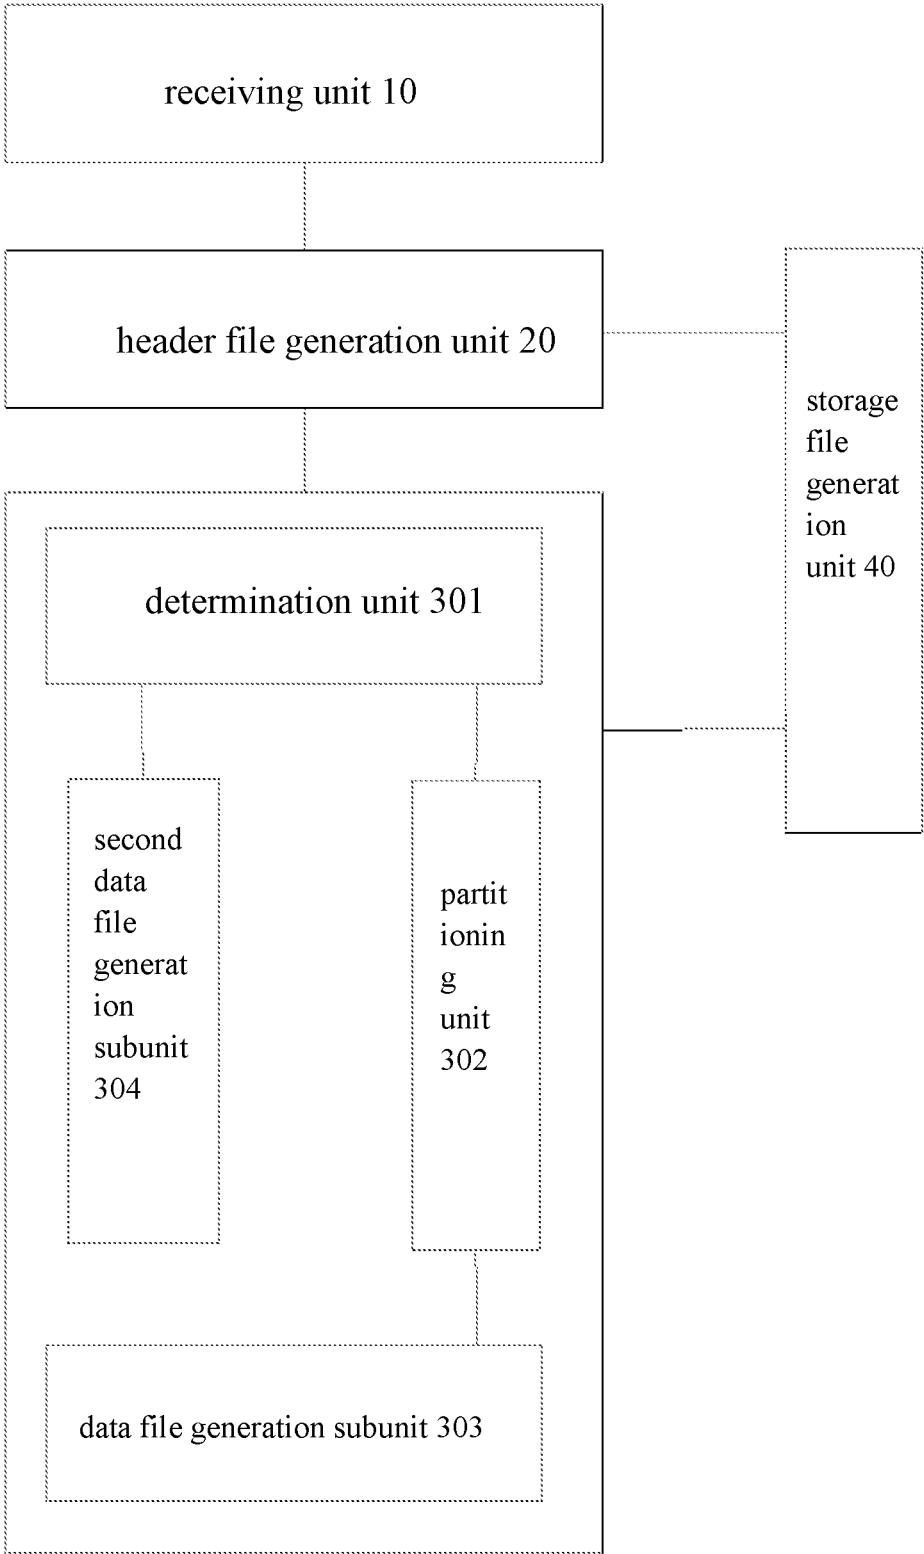 receiving unit 10
header file generation unit 20
storage
file
generat
ion
unit 40
determination unit 301
second
data
file
generat
ion
subunit
304
partit
ionin
g
unit
302
data file generation subunit 303